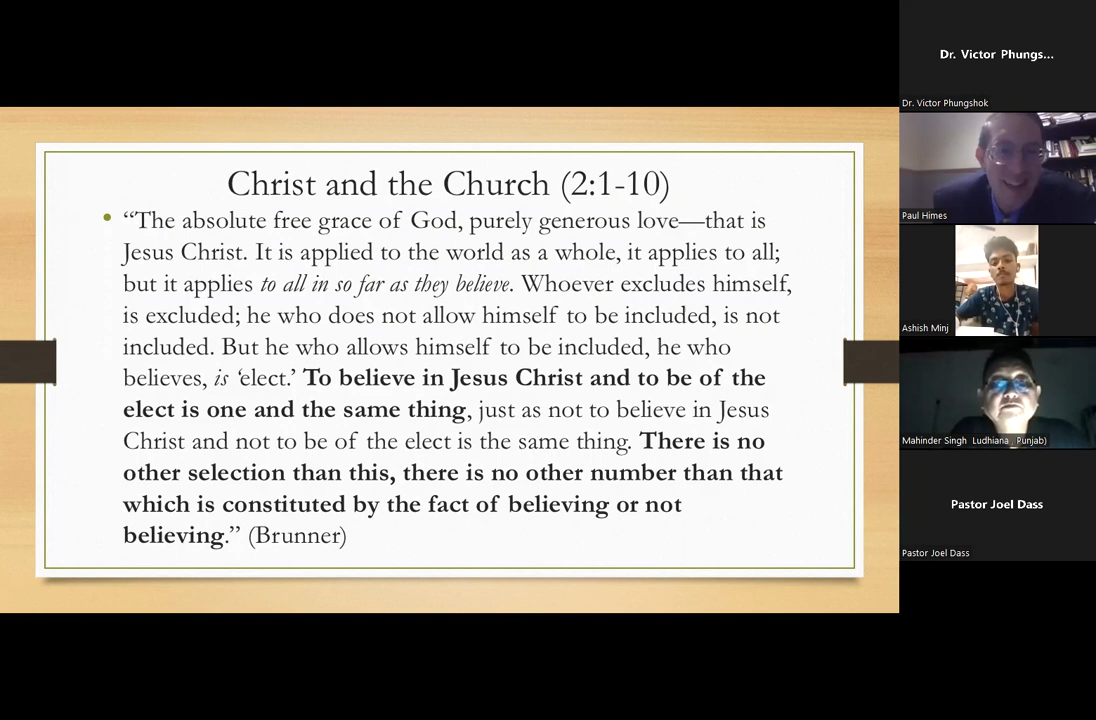 Christ and the Church (2:1-10)
• “The absolute free grace of God, purely generous love—that is
Jesus Christ. It is applied to the world as a whole, it applies to all;
but it applies to all in so far as they believe. Whoever excludes himself,
is excluded; he who does not allow himself to be included, is not
included. But he who allows himself to be included, he who
believes, is ‘elect.’ To believe in Jesus Christ and to be of the
elect is one and the same thing, just as not to believe in Jesus
Christ and not to be of the elect is the same thing. There is no
other selection than this, there is no other number than that
which is constituted by the fact of believing or not
believing.” (Brunner)
Dr. Victor Phungs...
Dr. Victor Phungshok
Paul Himes
Ashish Minj
Mahinder Singh Ludhiana _Punjab)
Pastor Joel Dass
Pastor Joel Dass